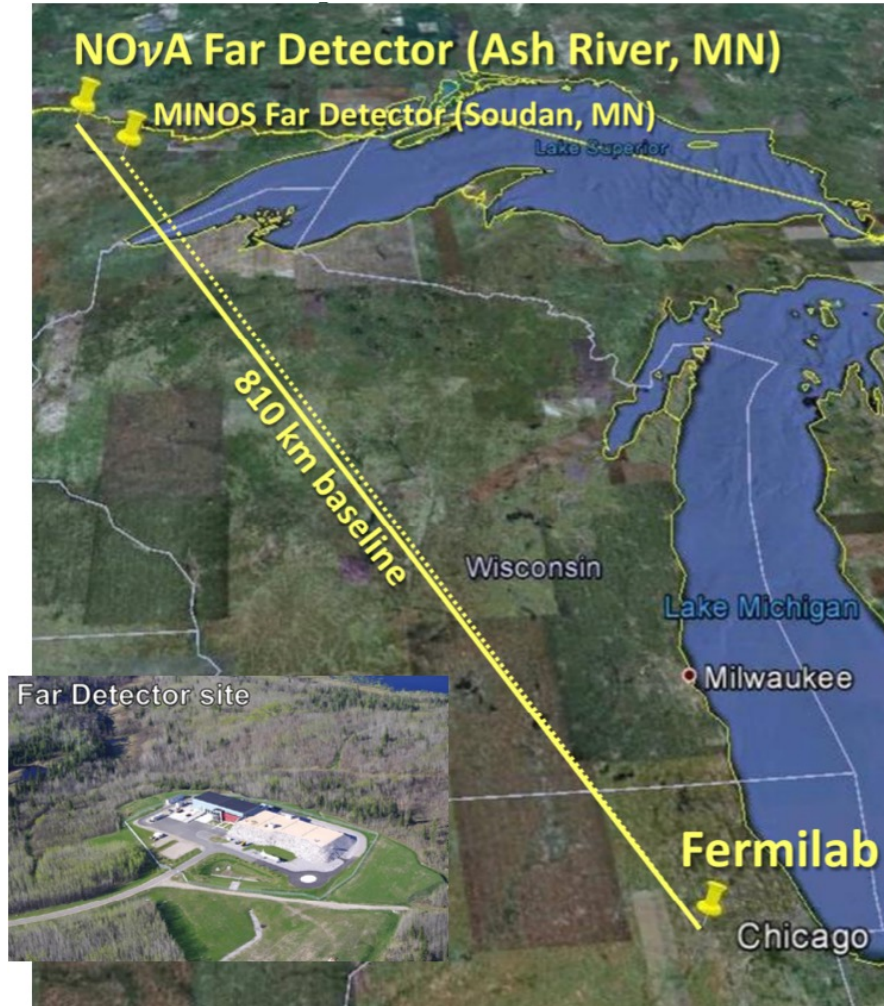 NOνA Far Detector (Ash River, MN)
MINOS Far Detector (Soudan, MN)
Lake Superior
810 km baseline
Wisconsin
Lake Michigan
Milwaukee
Far Detector site
Fermilab
Chicago